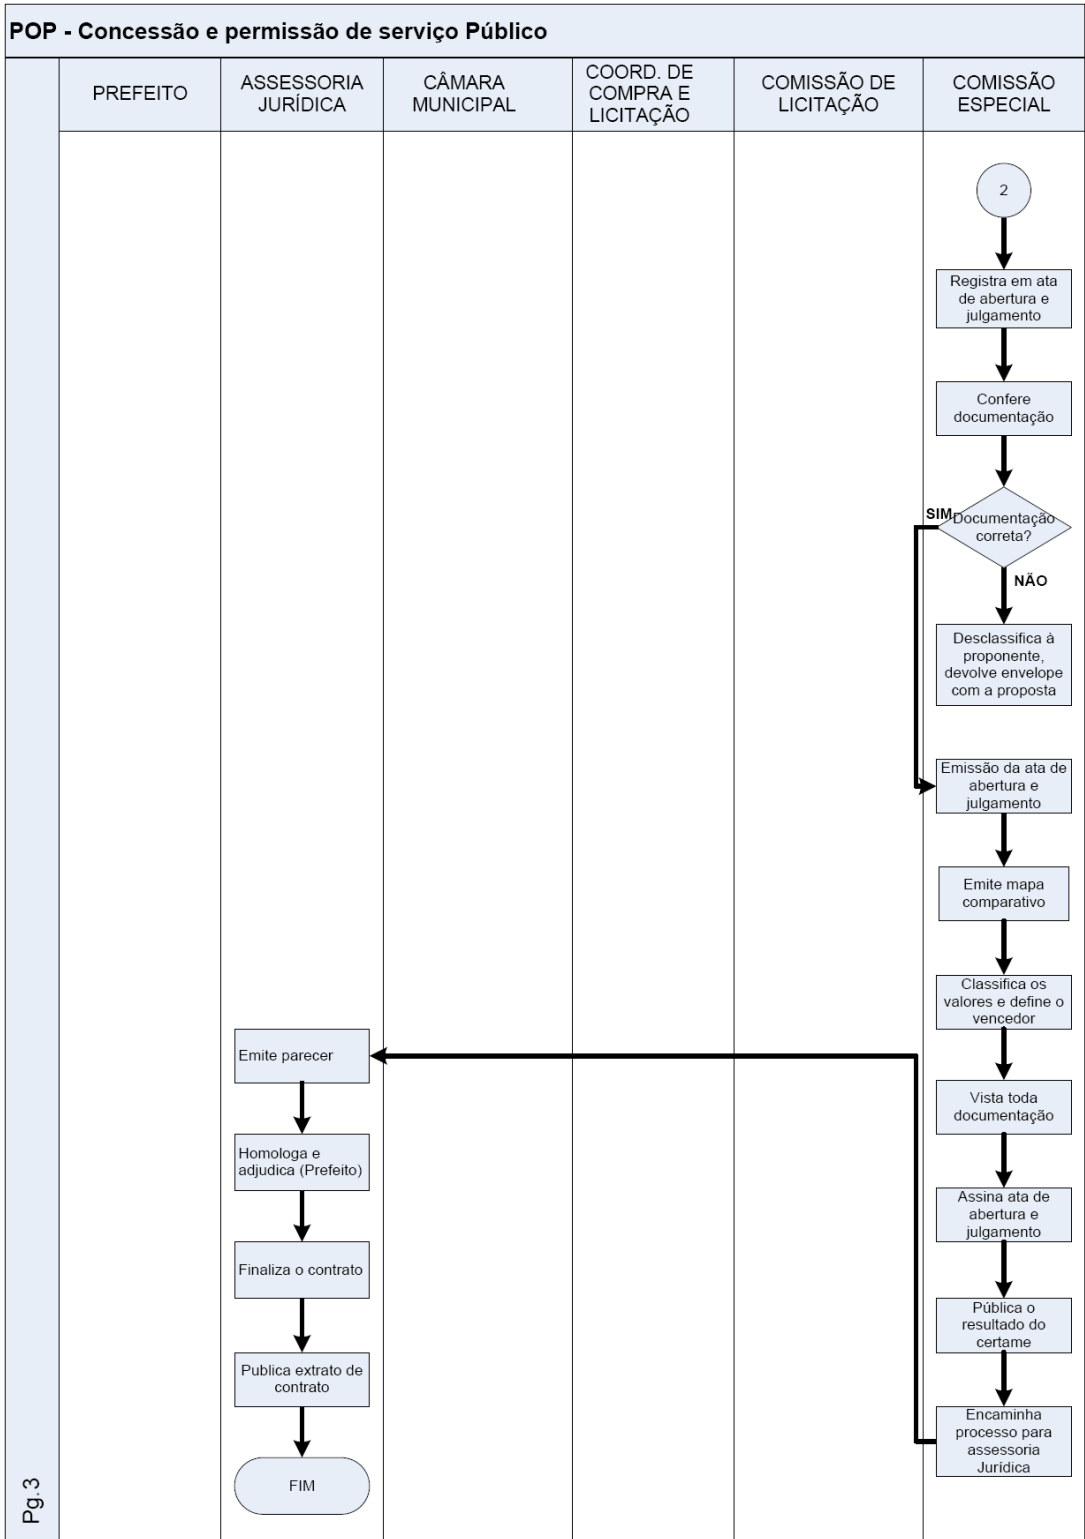 POP - Concessão e permissão de serviço Público
PREFEITO
ASSESSORIA
JURÍDICA
CÂMARA
MUNICIPAL
COORD. DE
COMPRA E
LICITAÇÃO
COMISSÃO DE
LICITAÇÃO
COMISSÃO
ESPECIAL
2
Registra em ata
de abertura e
julgamento
Confere
documentação
SIM
Documentação
correta?
NÃO
Desclassifica à
proponente,
devolve envelope
com a proposta
Emissão da ata de
abertura e
julgamento
Emite mapa
comparativo
Classifica os
valores e define o
vencedor
Vista toda
documentação
Assina ata de
abertura e
julgamento
Pública o
resultado do
certame
Encaminha
processo para
assessoria
Jurídica
Emite parecer
Homologa e
adjudica (Prefeito)
Finaliza o contrato
Publica extrato de
contrato
FIM
Pg.3